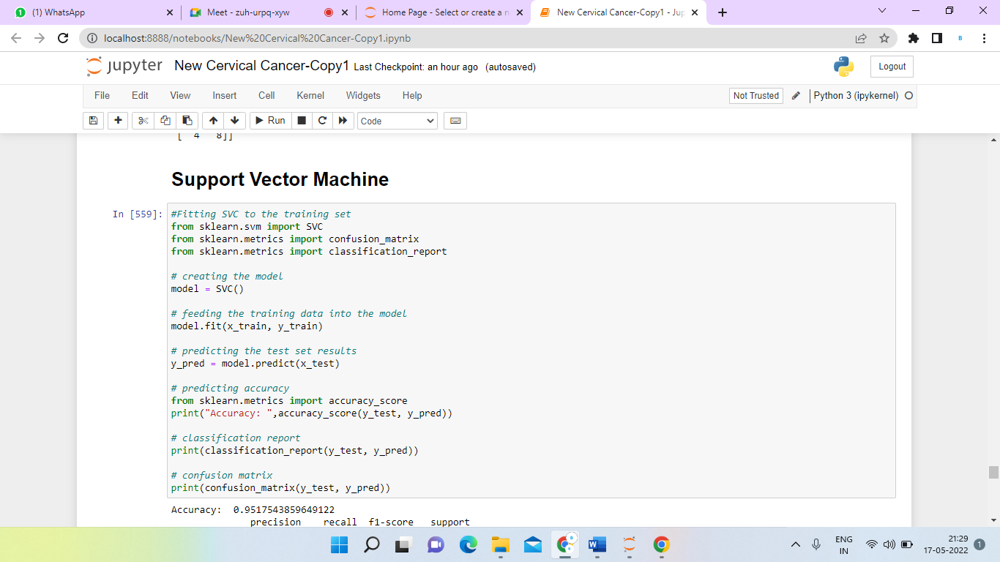 (1) WhatsApp
Meet - zuh-urpq-xyw
Home Page - Select or create a n
New Cervical Cancer-Copy1 - Jup
localhost:8888/notebooks/New%20Cervical%20Cancer-Copy1.ipynb
B
jupyter New Cervical Cancer-Copy1 Last Checkpoint: an hour ago (autosaved)
Logout
File Edit View Insert Cell Kernel Widgets Help
Not Trusted
Python 3 (ipykernel)
Run
Code
[ 4 8]]
Support Vector Machine
In [559]:
#Fitting SVC to the training set
from sklearn.svm import SVC
from sklearn.metrics import confusion_matrix
from sklearn.metrics import classification_report
# creating the model
model = SVC()
# feeding the training data into the model
model.fit(x_train, y_train)
# predicting the test set results
y_pred = model.predict(x_test)
# predicting accuracy
from sklearn.metrics import accuracy_score
print("Accuracy: ",accuracy_score(y_test, y_pred))
# classification report
print(classification_report(y_test, y_pred))
# confusion matrix
print(confusion_matrix(y_test, y_pred))
Accuracy: 0.9517543859649122
precision recall f1-score support
ENG
IN
21:29
17-05-2022
1